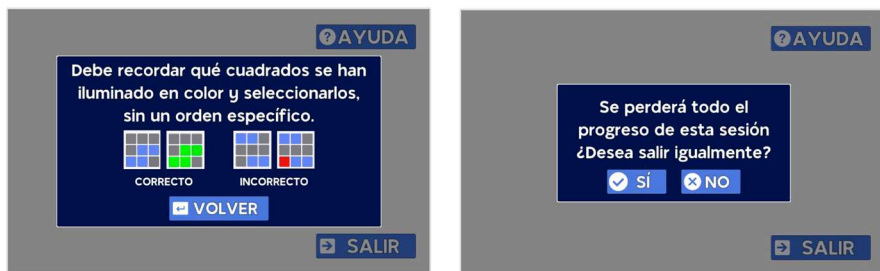 AYUDA
Debe recordar qué cuadrados se han
iluminado en color y seleccionarlos,
sin un orden específico.
CORRECTO
INCORRECTO
VOLVER
SALIR
AYUDA
Se perderá todo el
progreso de esta sesión
¿Desea salir igualmente?
SÍ
NO
SALIR